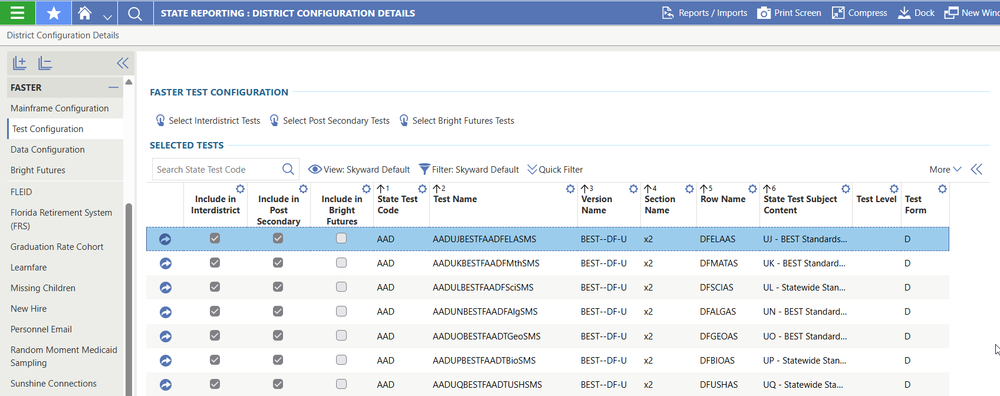 STATE REPORTING : DISTRICT CONFIGURATION DETAILS
Reports / Imports
Print Screen
Compress
Dock
New Win
District Configuration Details
FASTER
Mainframe Configuration
Test Configuration
Data Configuration
Bright Futures
FLEID
Florida Retirement System
(FRS)
Graduation Rate Cohort
Learnfare
Missing Children
New Hire
Personnel Email
Random Moment Medicaid
Sampling
Sunshine Connections
FASTER TEST CONFIGURATION
Select Interdistrict Tests
Select Post Secondary Tests
Select Bright Futures Tests
SELECTED TESTS
Search State Test Code
View: Skyward Default
Filter: Skyward Default
Quick Filter
More
Include in
Interdistrict
Include in
Post
Secondary
Include in
Bright
Futures
1
State Test
Code
2
Test Name
3
Version
Name
4
Section
Name
5
Row Name
6
State Test Subject
Content
Test Level
Test
Form
AAD AADUJBESTFAADFELASMS BEST--DF-U x2 DFELAAS UJ - BEST Standards... D
AAD AADUKBESTFAADFMthSMS BEST--DF-U x2 DFMATAS UK - BEST Standard... D
AAD AADULBESTFAADFSciSMS BEST--DF-U x2 DFSCIAS UL - Statewide Stan... D
AAD AADUNBESTFAADFAlgSMS BEST--DF-U x2 DFALGAS UN - BEST Standard... D
AAD AADUOBESTFAADTGeoSMS BEST--DF-U x2 DFGEOAS UO - BEST Standard... D
AAD AADUPBESTFAADTBioSMS BEST--DF-U x2 DFBIOAS UP - Statewide Stan... D
AAD AADUQBESTFAADTUSHSMS BEST--DF-U x2 DFUSHAS UQ - Statewide Sta... D